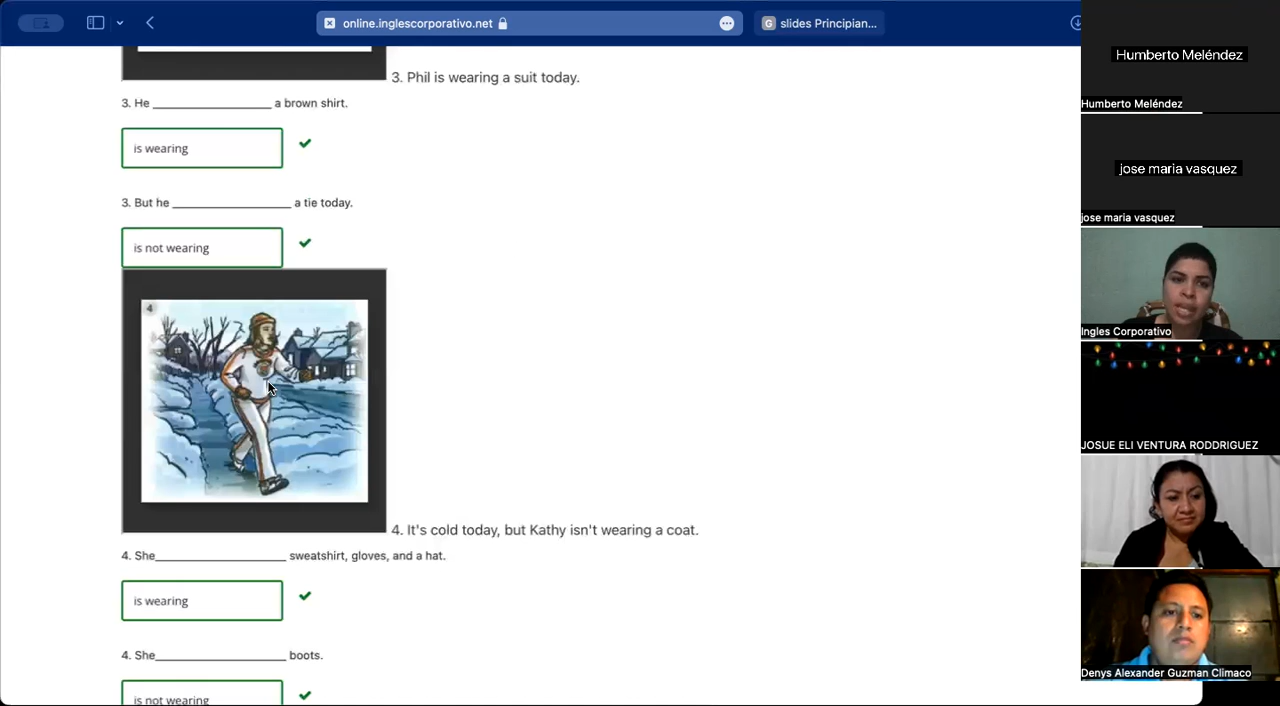 online.inglescorporativo.net
G slides Principian...
3. Phil is wearing a suit today.
3. He __________________ a brown shirt.
is wearing
3. But he __________________ a tie today.
is not wearing
4
4. It's cold today, but Kathy isn't wearing a coat.
4. She____________________ sweatshirt, gloves, and a hat.
is wearing
4. She____________________ boots.
is not wearing
Humberto Meléndez
Humberto Meléndez
jose maria vasquez
jose maria vasquez
Ingles Corporativo
JOSUE ELI VENTURA RODDRIGUEZ
Denys Alexander Guzman Climaco